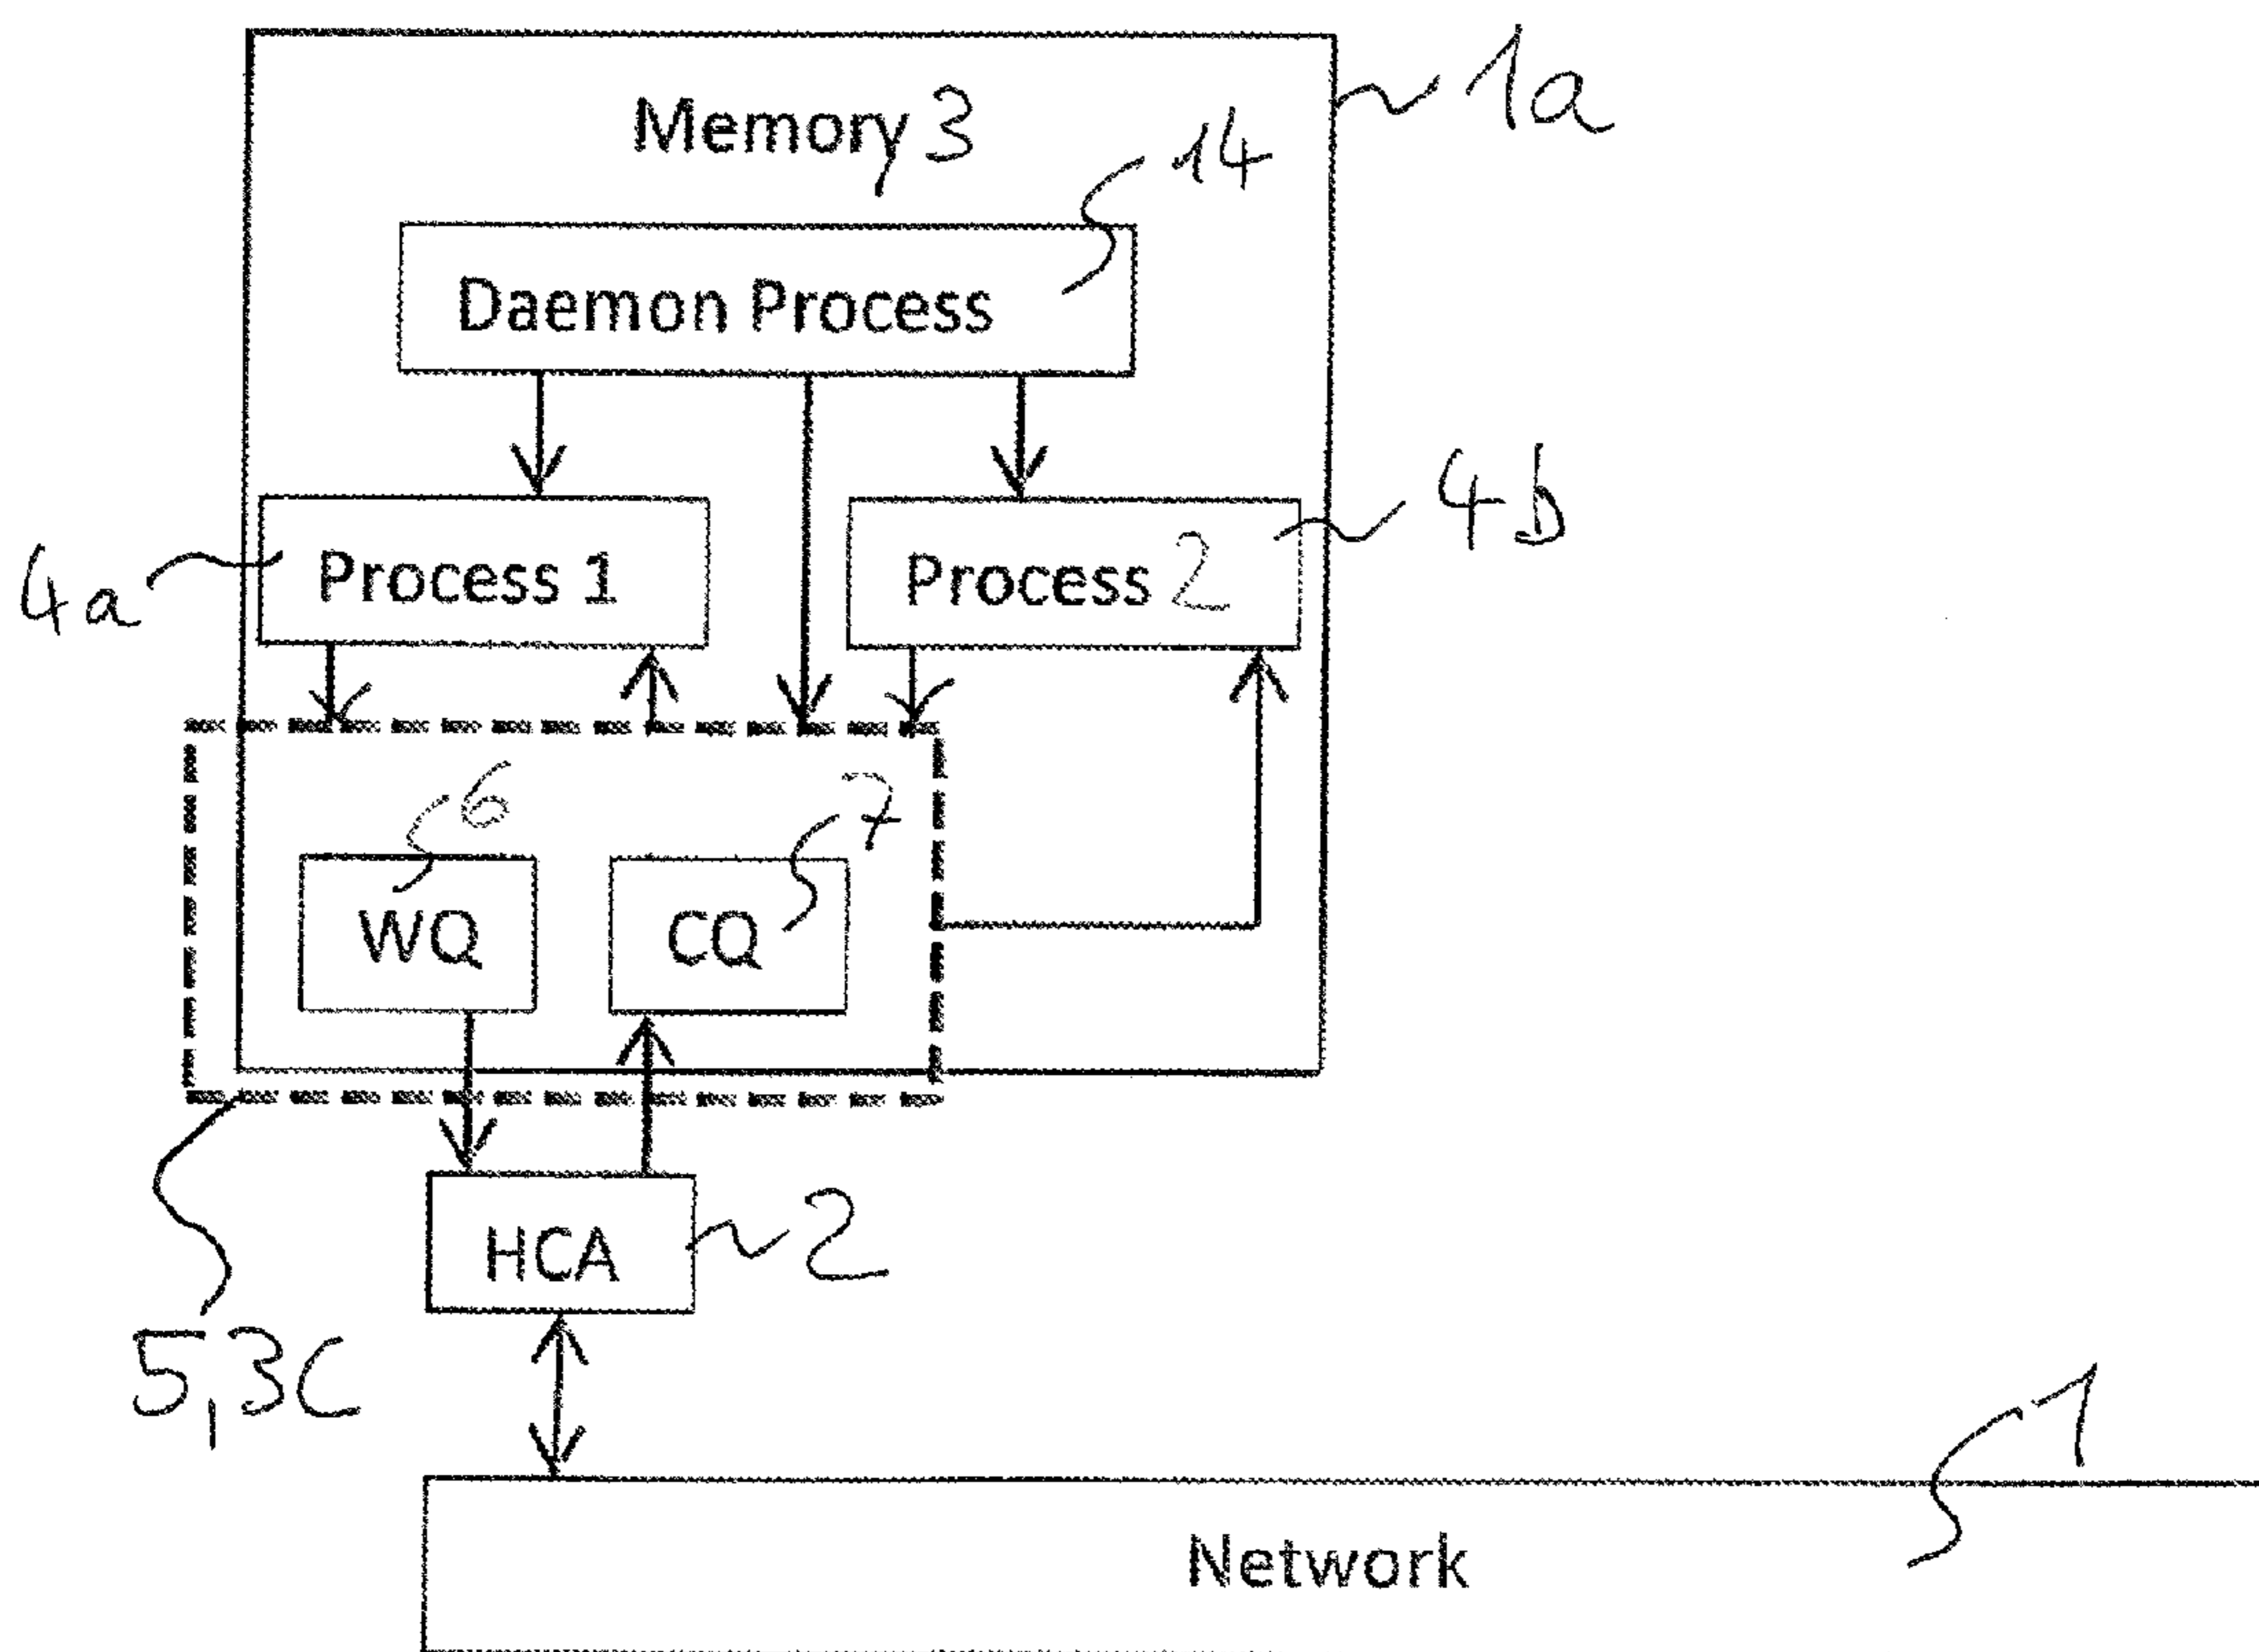 1a
Memory 3
14
Daemon Process
4b
4a
Process 1
Process 2
6
7
WQ
CQ
HCA
2
5,3C
1
Network